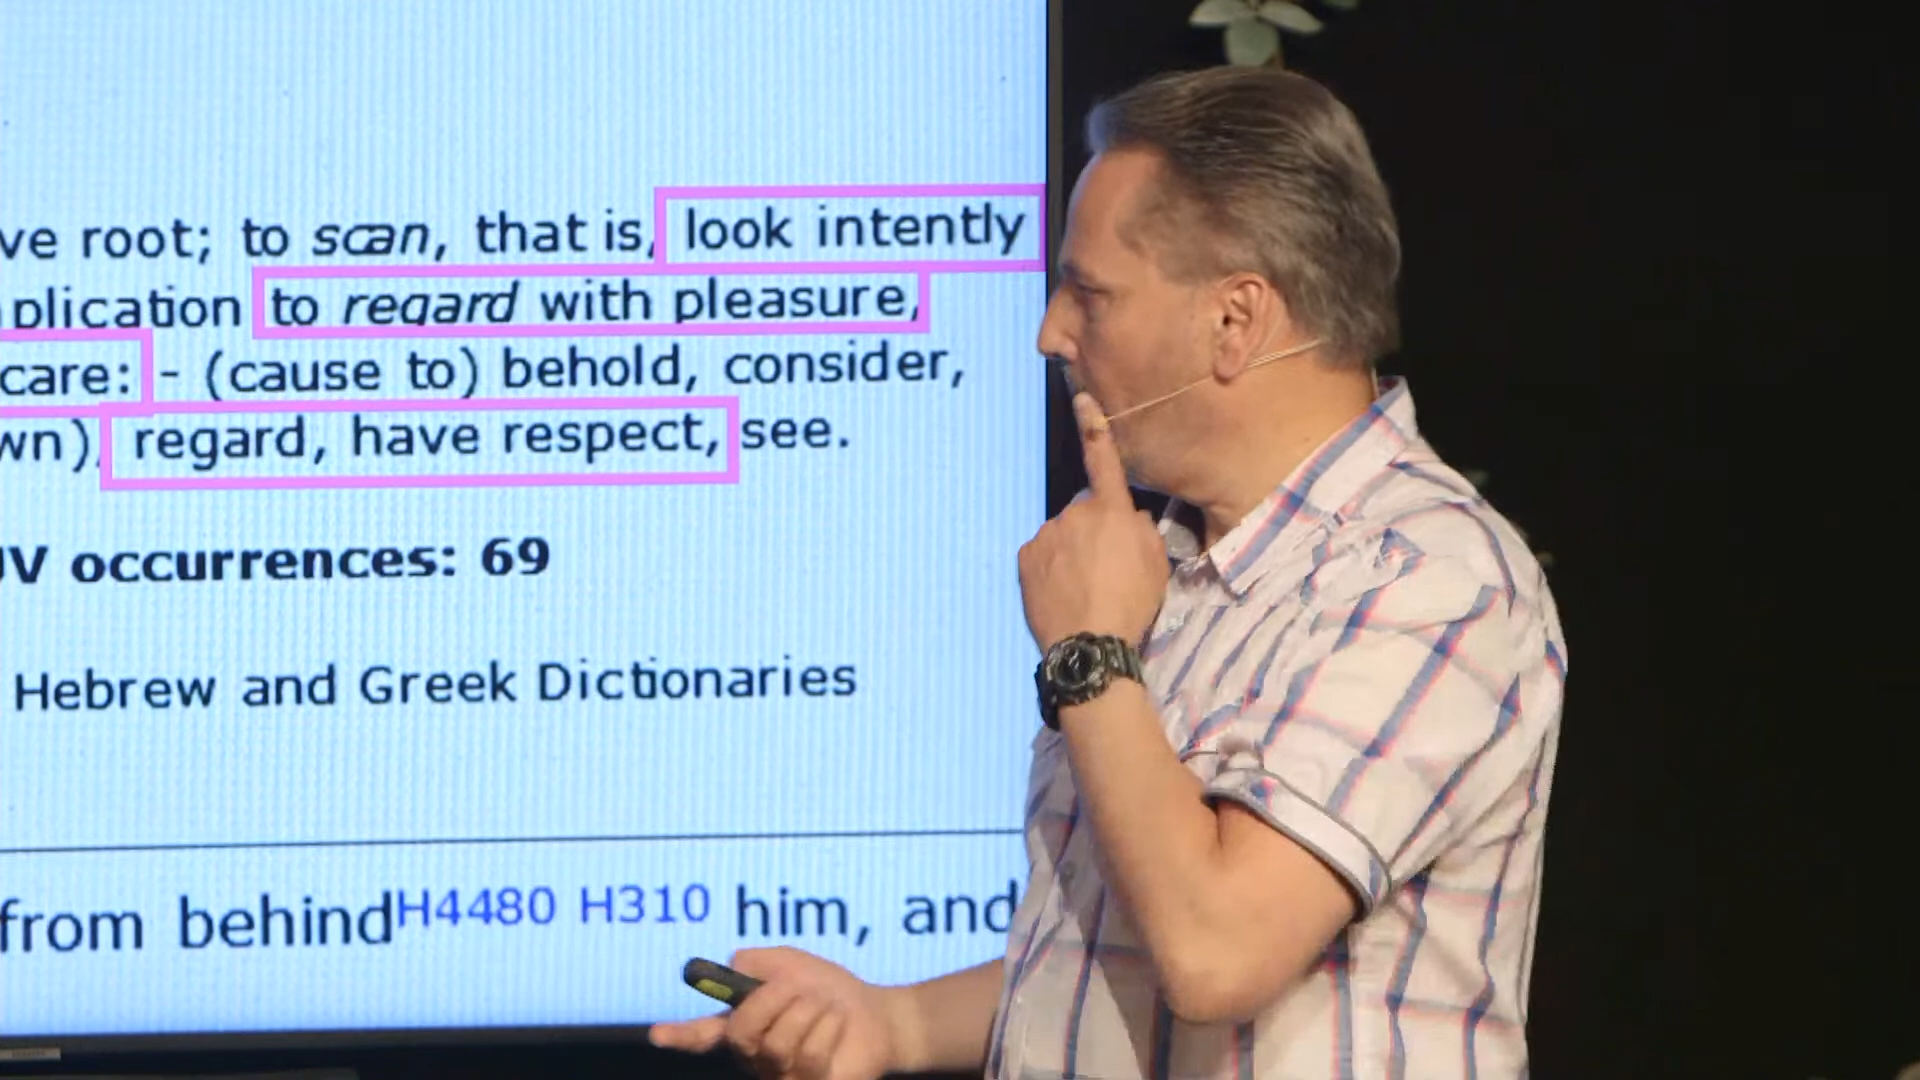 ve root; to scan, that is, look intently
plication to regard with pleasure,
care: - (cause to) behold, consider,
wn), regard, have respect, see.
JV occurrences: 69
Hebrew and Greek Dictionaries
from behindH4480 H310 him, and